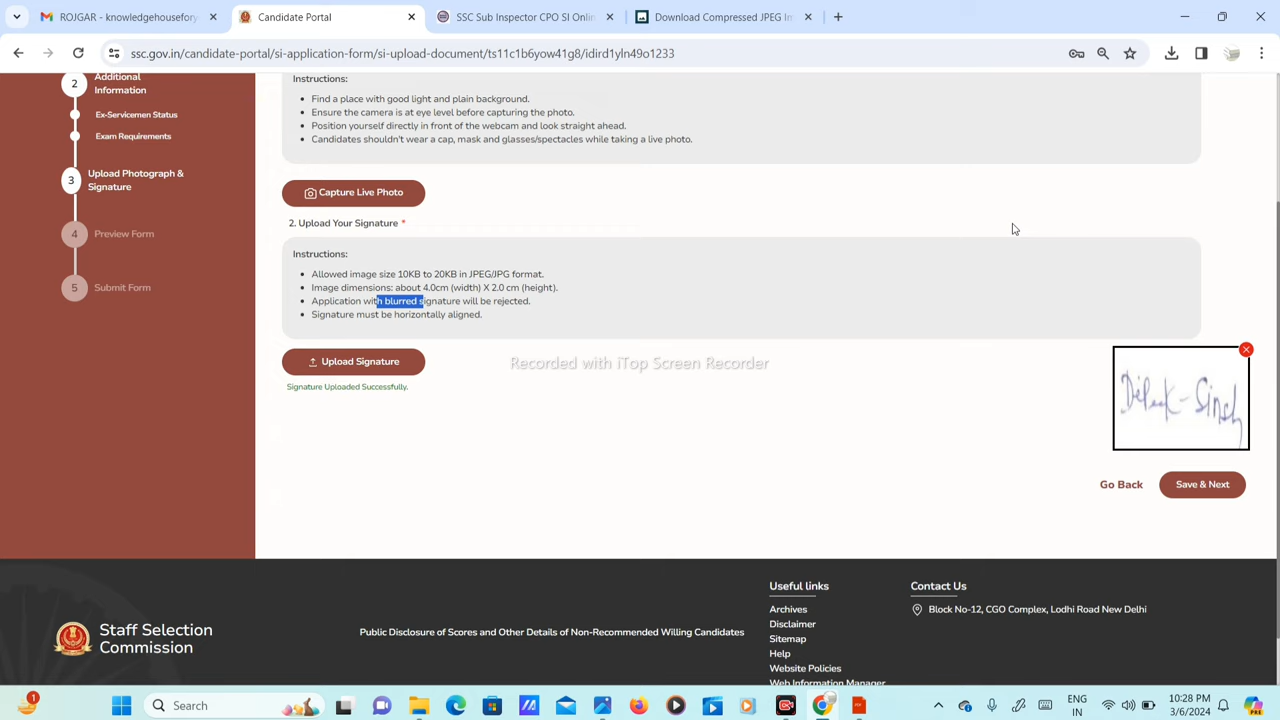 ROJGAR - knowledgeforyou
Candidate Portal
SSC Sub Inspector CPO SI Onlin
Download Compressed JPEG Im
ssc.gov.in/candidate-portal/si-application-form/si-upload-document/ts11c1b6yow41g8/idird1yln49o1233
2
Additional
Information
Ex-Servicemen Status
Exam Requirements
3
Upload Photograph &
Signature
4
Preview Form
5
Submit Form
Instructions:
• Find a place with good light and plain background.
• Ensure the camera is at eye level before capturing the photo.
• Position yourself directly in front of the webcam and look straight ahead.
• Candidates shouldn't wear a cap, mask and glasses/spectacles while taking a live photo.
Capture Live Photo
2. Upload Your Signature *
Instructions:
• Allowed image size 10KB to 20KB in JPEG/JPG format.
• Image dimensions: about 4.0cm (width) X 2.0 cm (height).
• Application with blurred signature will be rejected.
• Signature must be horizontally aligned.
Upload Signature
Signature Uploaded Successfully.
Recorded with iTop Screen Recorder
Go Back
Save & Next
Staff Selection
Commission
Public Disclosure of Scores and Other Details of Non-Recommended Willing Candidates
Useful links
Archives
Disclaimer
Sitemap
Help
Website Policies
Web Information Manager
Contact Us
Block No-12, CGO Complex, Lodhi Road New Delhi
1
Search
PDF
ENG
IN
10:28 PM
3/6/2024
PRE